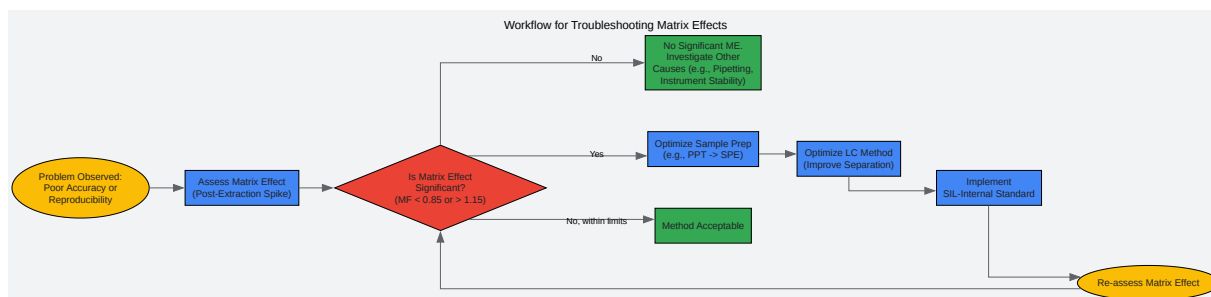 Workflow for Troubleshooting Matrix Effects
No Significant ME.
Investigate Other
Causes (e.g., Pipetting,
Instrument Stability)
No
Problem Observed:
Poor Accuracy or
Reproducibility
Assess Matrix Effect
(Post-Extraction Spike)
Is Matrix Effect
Significant?
(MF < 0.85 or > 1.15)
Yes
Optimize Sample Prep
(e.g., PPT -> SPE)
Optimize LC Method
(Improve Separation)
Implement
SIL-Internal Standard
No, within limits
Method Acceptable
Re-assess Matrix Effect